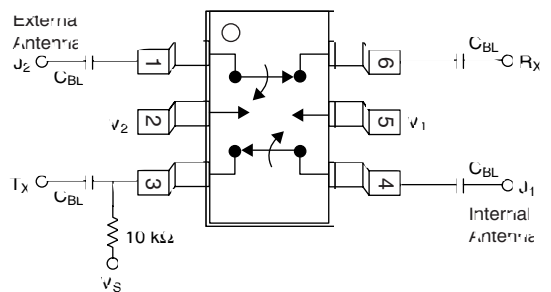 External
Antenna
J2
CBL
1
6
CBL
RX
V2
2
5
V1
TX
CBL
3
4
CBL
J1
10 kΩ
VS
Internal
Antenna